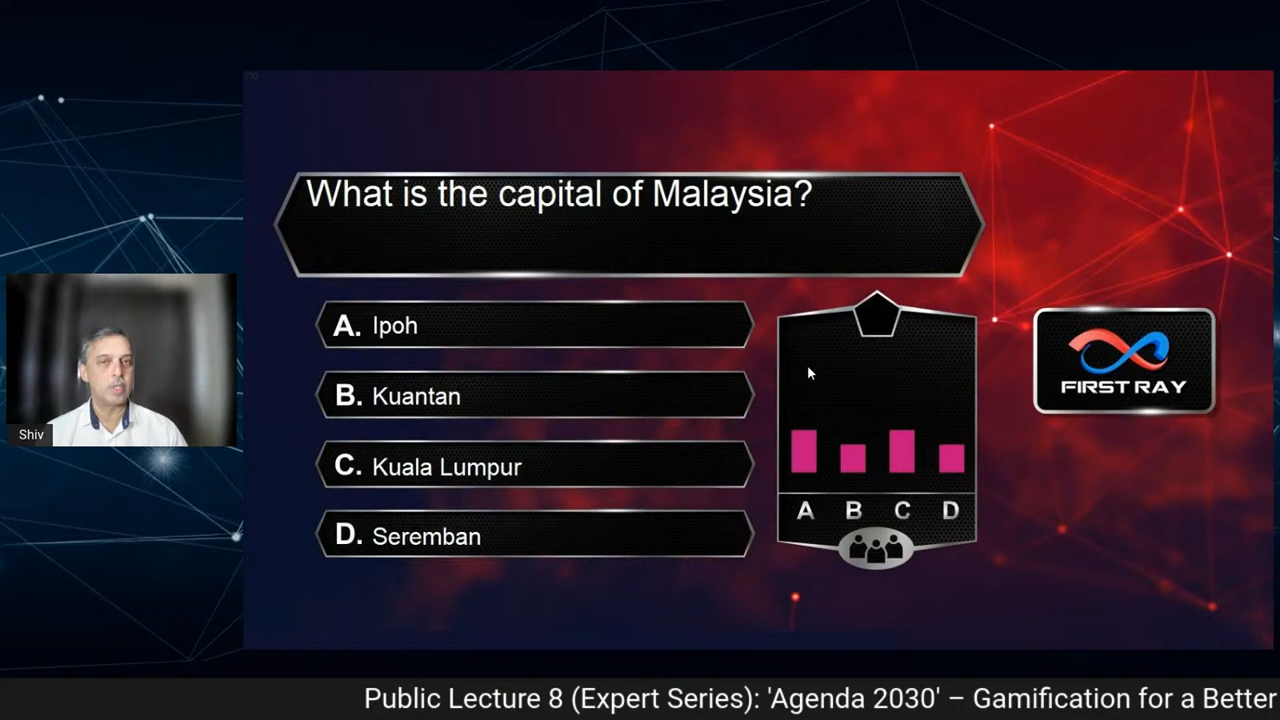 What is the capital of Malaysia?
A. Ipoh
B. Kuantan
C. Kuala Lumpur
D. Seremban
A B C D
FIRST RAY
Shiv
Public Lecture 8 (Expert Series): 'Agenda 2030' – Gamification for a Better